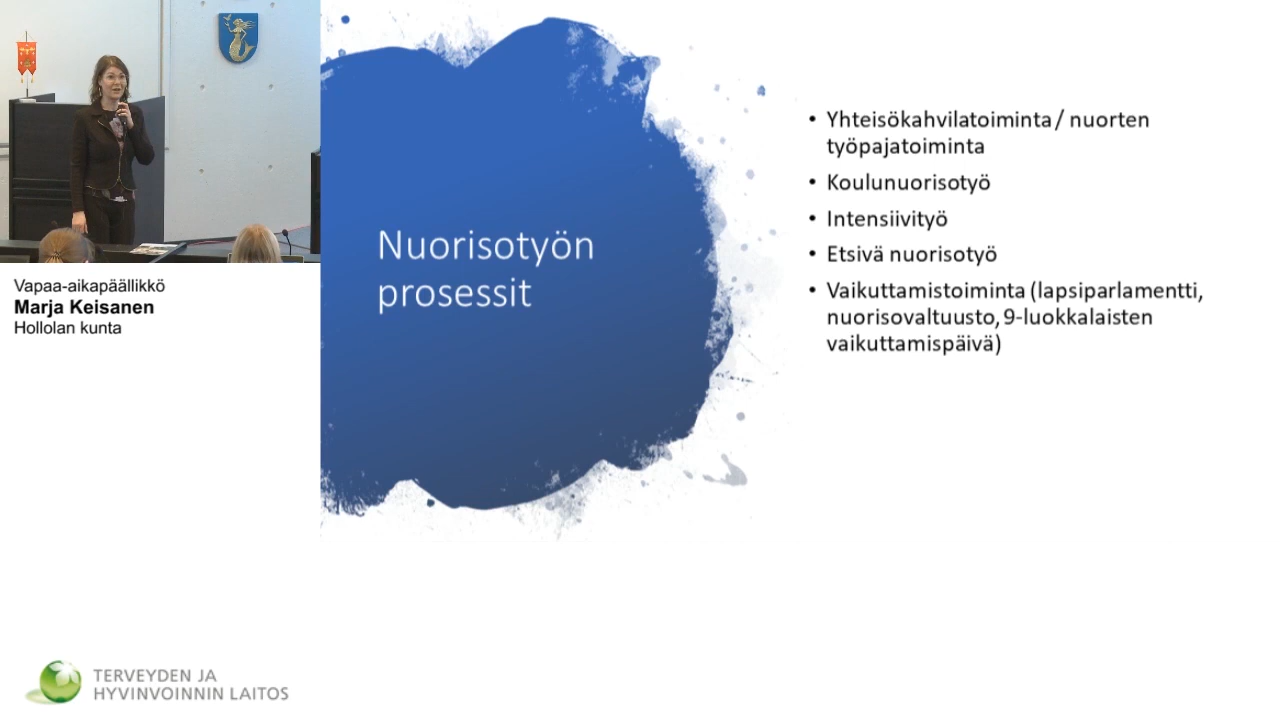 Vapaa-aikapäällikkö
Marja Keisanen
Hollolan kunta
Nuorisotyön
prosessit
• Yhteisökahvilatoiminta / nuorten
työpajatoiminta
• Koulunuorisotyö
• Intensiivityö
• Etsivä nuorisotyö
• Vaikuttamistoiminta (lapsiparlamentti,
nuorisovaltuusto, 9-luokkalaisten
vaikuttamispäivä)
TERVEYDEN JA
HYVINVOINNIN LAITOS